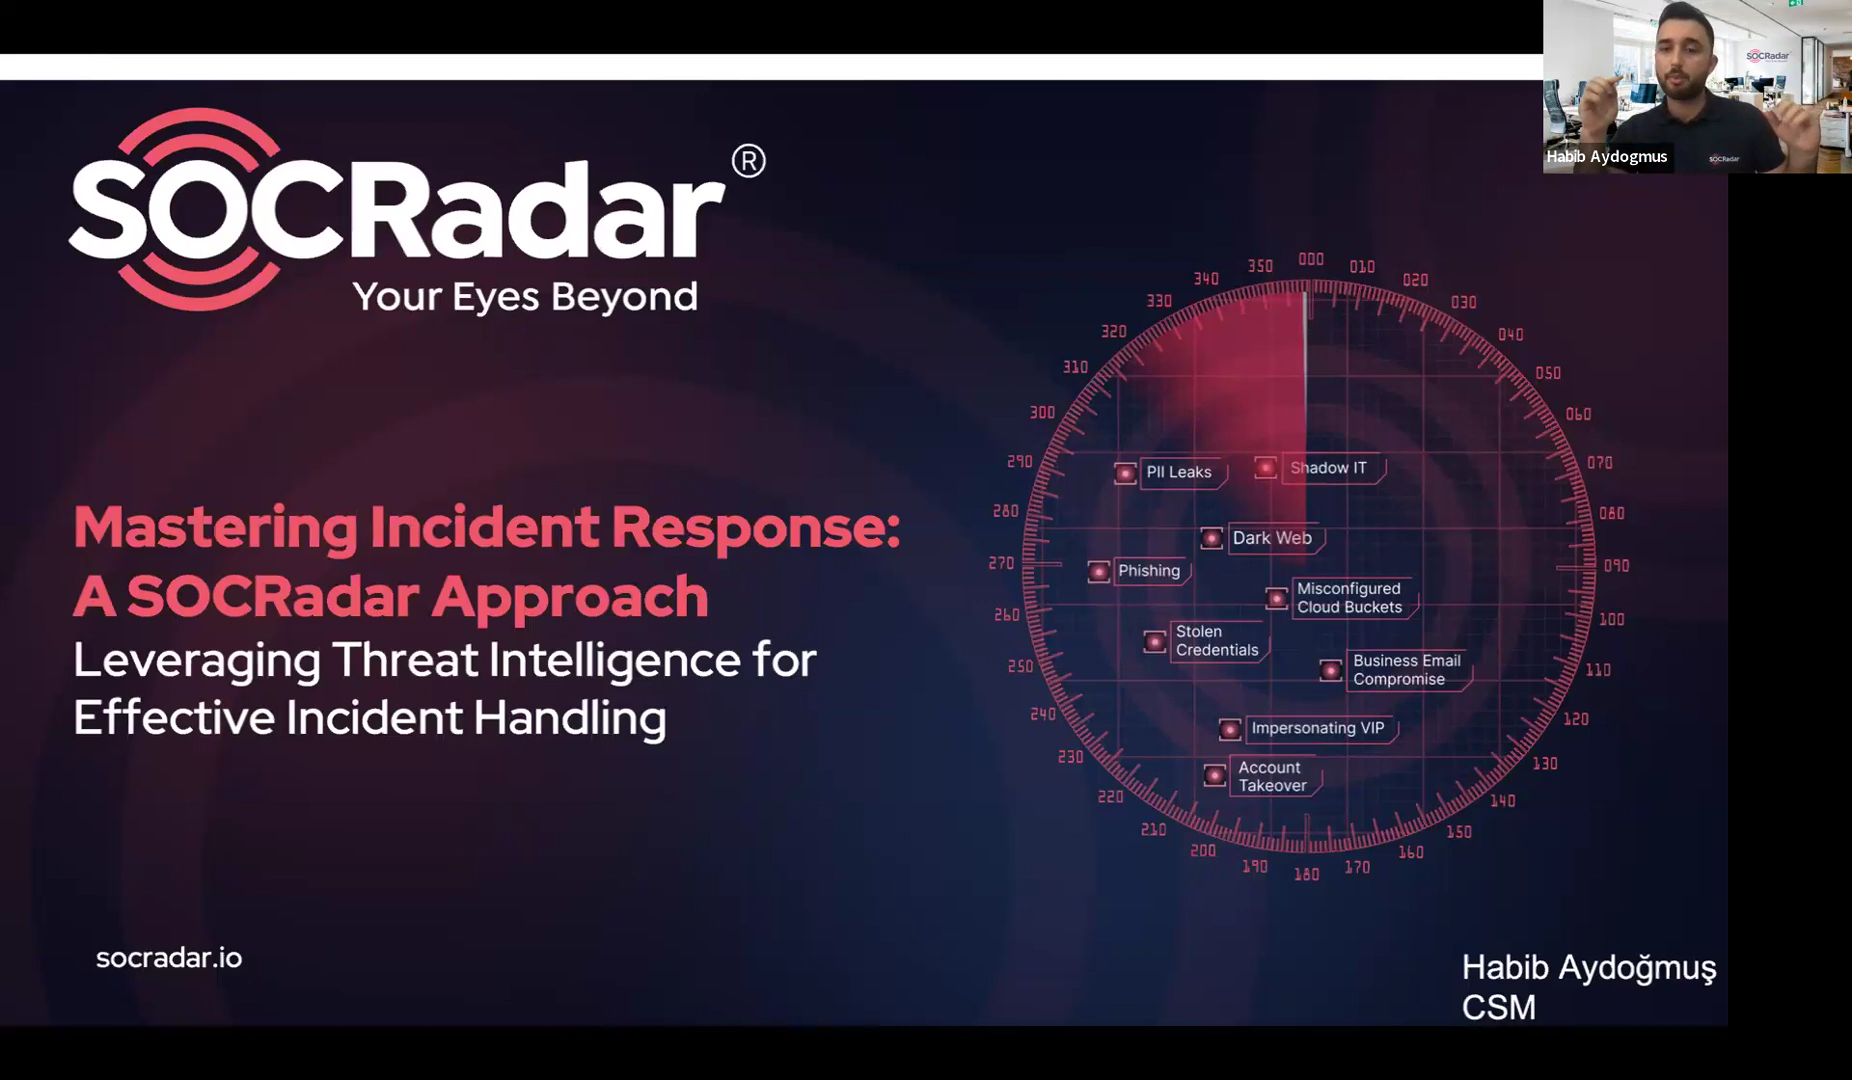 SOCRadar
Habib Aydogmus
SOCRadar
SOCRadar®
Your Eyes Beyond
Mastering Incident Response:
A SOCRadar Approach
Leveraging Threat Intelligence for
Effective Incident Handling
000
010
020
030
040
050
060
070
080
090
100
110
120
130
140
150
160
170
180
190
200
210
220
230
240
250
260
270
280
290
300
310
320
330
340
350
PII Leaks
Shadow IT
Dark Web
Phishing
Misconfigured
Cloud Buckets
Stolen
Credentials
Business Email
Compromise
Impersonating VIP
Account
Takeover
socradar.io
Habib Aydoğmuş
CSM